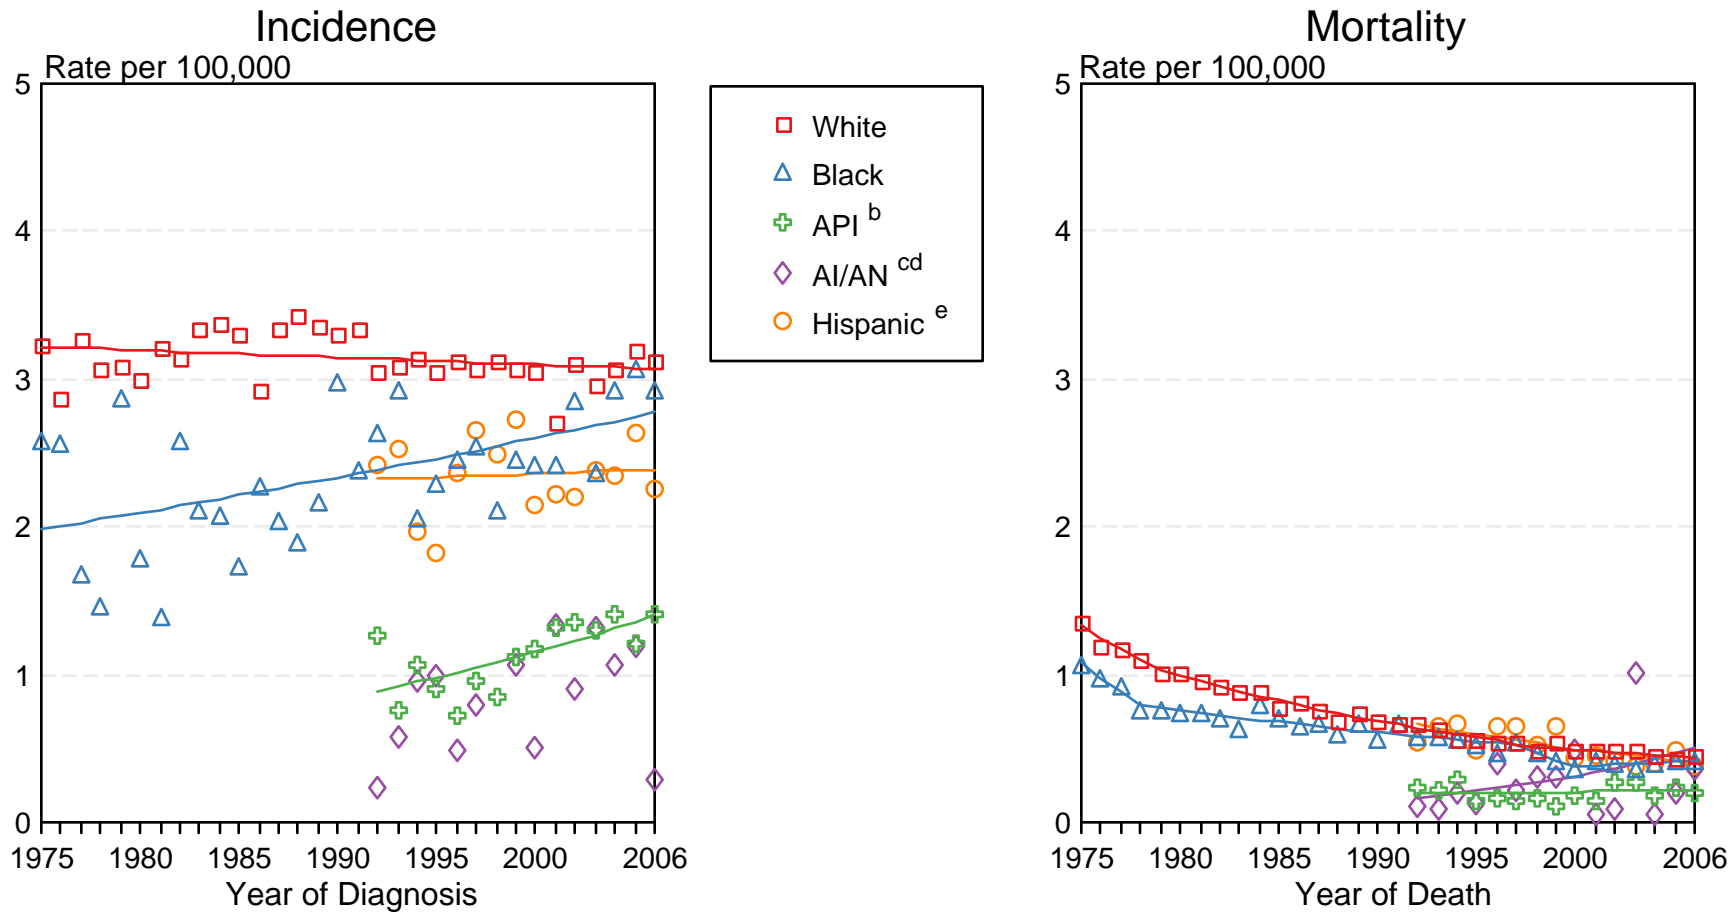 Incidence
Rate per 100,000
5
4
3
2
1
0
1975 1980 1985 1990 1995 2000 2006
Year of Diagnosis
White
Black
API b
AI/AN cd
Hispanic e
Mortality
Rate per 100,000
5
4
3
2
1
0
1975 1980 1985 1990 1995 2000 2006
Year of Death